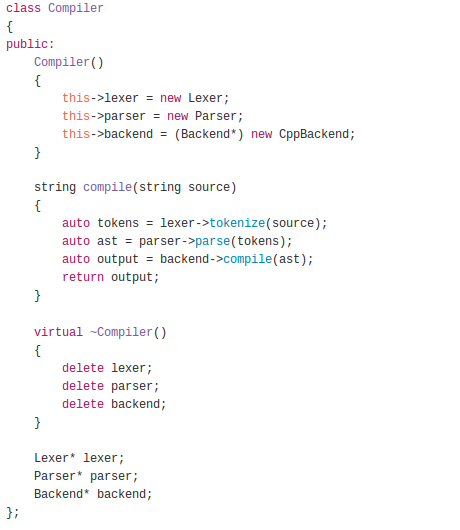 class Compiler
{
public:
    Compiler()
    {
        this->lexer = new Lexer;
        this->parser = new Parser;
        this->backend = (Backend*) new CppBackend;
    }

    string compile(string source)
    {
        auto tokens = lexer->tokenize(source);
        auto ast = parser->parse(tokens);
        auto output = backend->compile(ast);
        return output;
    }

    virtual ~Compiler()
    {
        delete lexer;
        delete parser;
        delete backend;
    }

    Lexer* lexer;
    Parser* parser;
    Backend* backend;
};